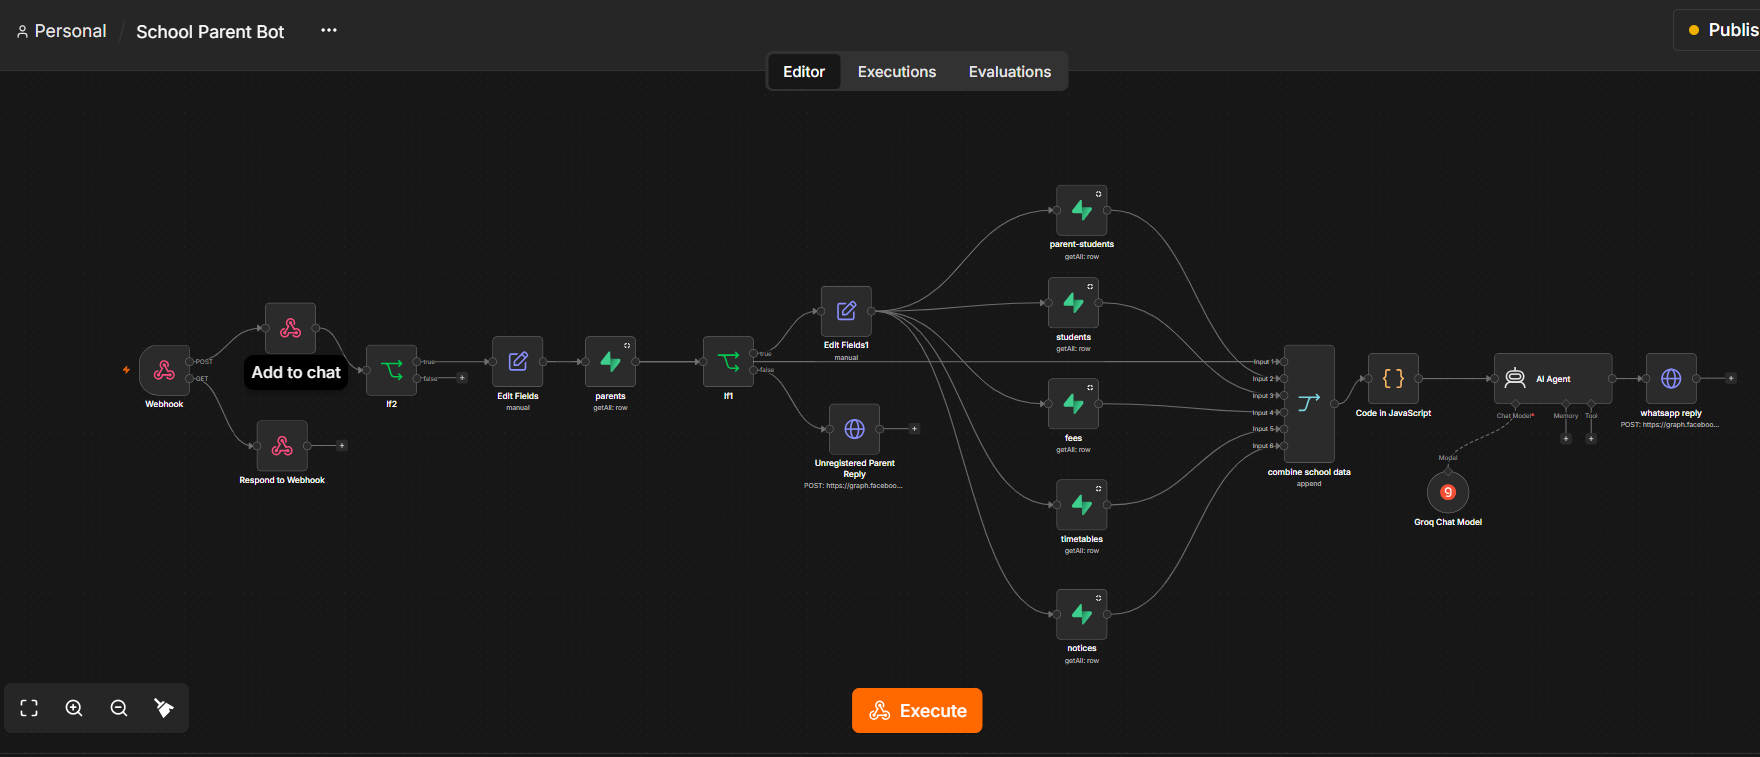 Personal / School Parent Bot ...
Publis
Editor Executions Evaluations
parent-students
getAll: row
students
getAll: row
POST
GET
Webhook
Add to chat
Respond to Webhook
true
false
If2
Edit Fields
manual
parents
getAll: row
true
false
If1
Edit Fields1
manual
Unregistered Parent
Reply
POST: https://graph.faceboo...
fees
getAll: row
timetables
getAll: row
notices
getAll: row
Input 1
Input 2
Input 3
Input 4
Input 5
Input 6
combine school data
append
Code in JavaScript
AI Agent
Chat Model*
Memory
Tool
Model
Groq Chat Model
whatsapp reply
POST: https://graph.faceboo...
Execute